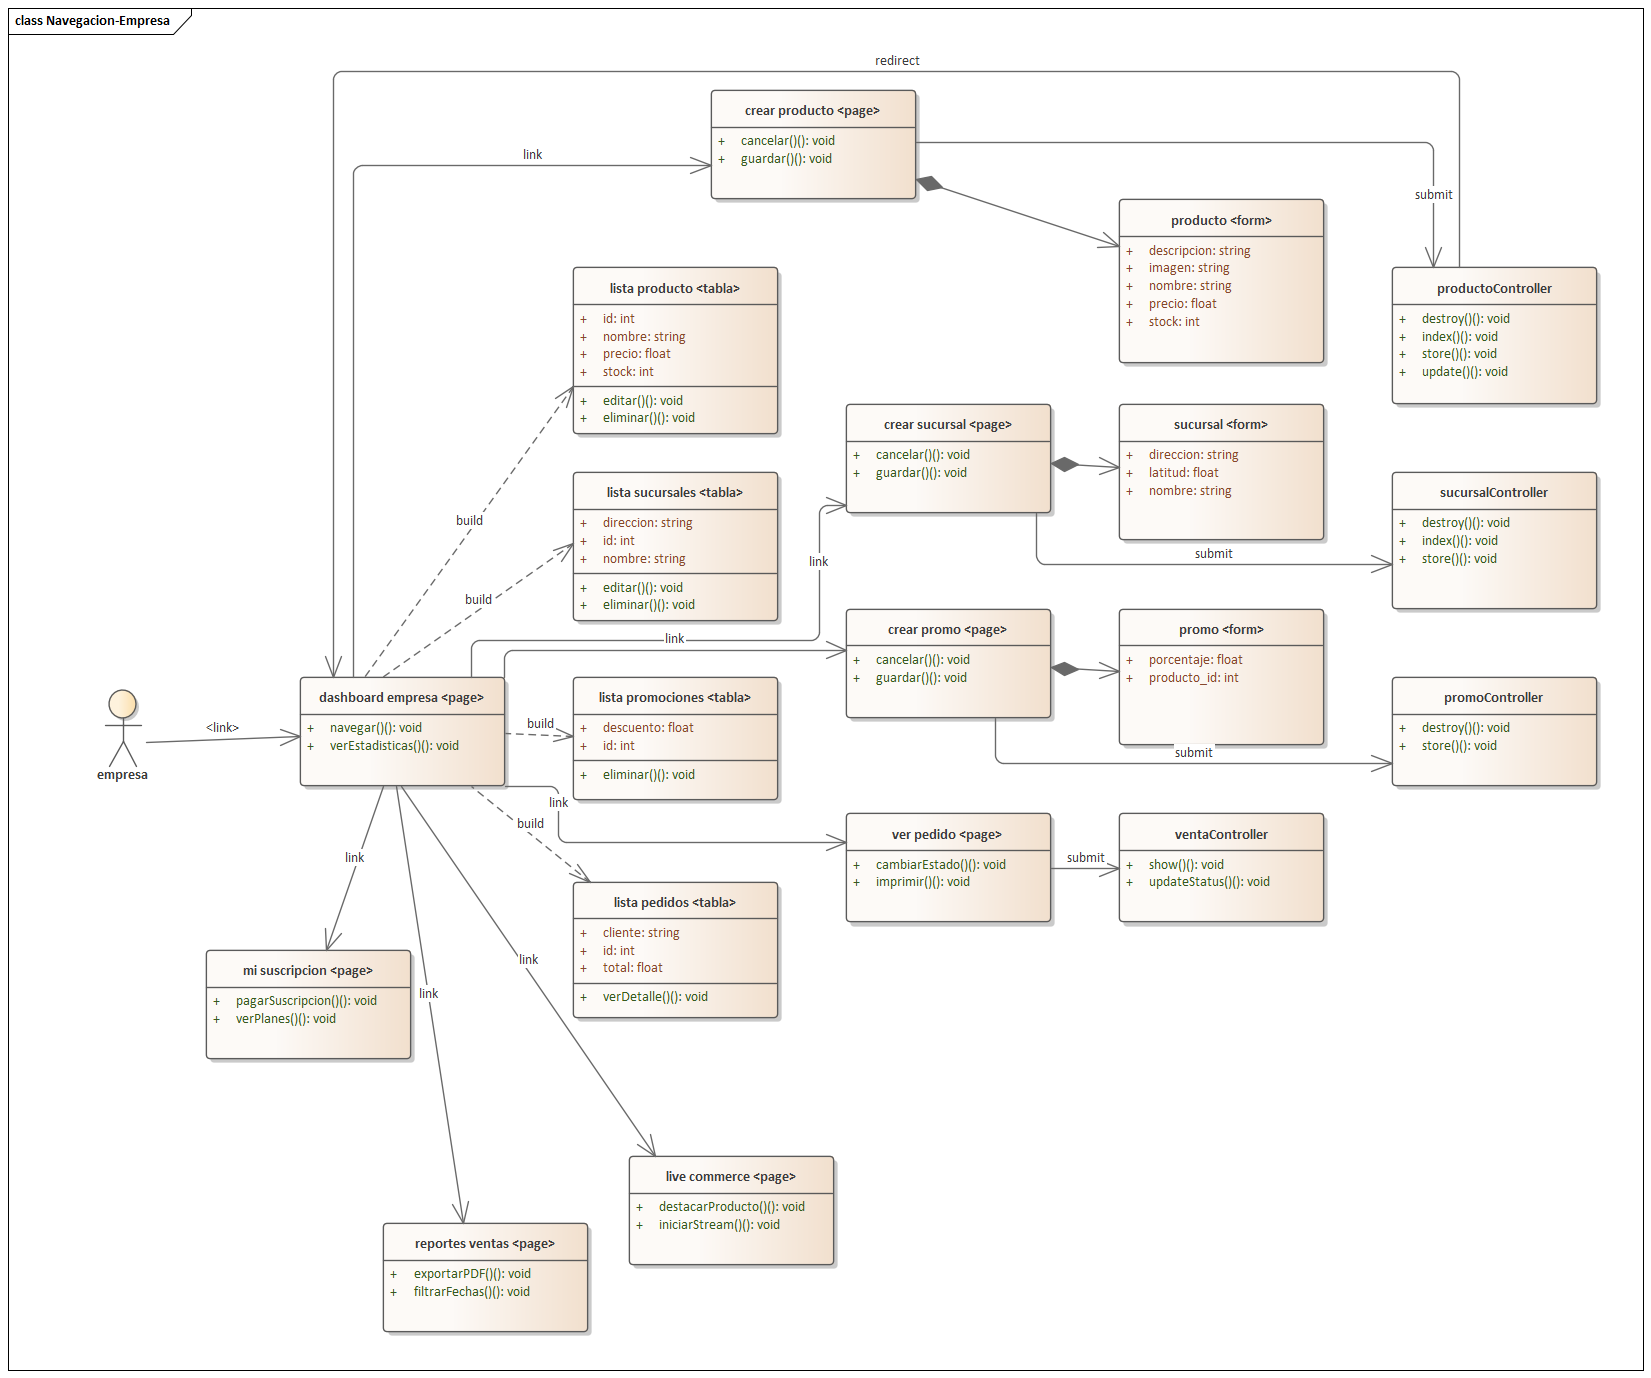 class Navegacion-Empresa
redirect
crear producto <page>
+ cancelar()(): void
+ guardar()(): void
link
submit
producto <form>
+ descripcion: string
+ imagen: string
+ nombre: string
+ precio: float
+ stock: int
productoController
+ destroy()(): void
+ index()(): void
+ store()(): void
+ update()(): void
lista producto <tabla>
+ id: int
+ nombre: string
+ precio: float
+ stock: int
+ editar()(): void
+ eliminar()(): void
build
crear sucursal <page>
+ cancelar()(): void
+ guardar()(): void
sucursal <form>
+ direccion: string
+ latitud: float
+ nombre: string
sucursalController
+ destroy()(): void
+ index()(): void
+ store()(): void
submit
link
lista sucursales <tabla>
+ direccion: string
+ id: int
+ nombre: string
+ editar()(): void
+ eliminar()(): void
build
link
crear promo <page>
+ cancelar()(): void
+ guardar()(): void
promo <form>
+ porcentaje: float
+ producto_id: int
promoController
+ destroy()(): void
+ store()(): void
submit
empresa
<link>
dashboard empresa <page>
+ navegar()(): void
+ verEstadisticas()(): void
build
lista promociones <tabla>
+ descuento: float
+ id: int
+ eliminar()(): void
link
build
ver pedido <page>
+ cambiarEstado()(): void
+ imprimir()(): void
submit
ventaController
+ show()(): void
+ updateStatus()(): void
lista pedidos <tabla>
+ cliente: string
+ id: int
+ total: float
+ verDetalle()(): void
link
mi suscripcion <page>
+ pagarSuscripcion()(): void
+ verPlanes()(): void
link
link
live commerce <page>
+ destacarProducto()(): void
+ iniciarStream()(): void
reportes ventas <page>
+ exportarPDF()(): void
+ filtrarFechas()(): void